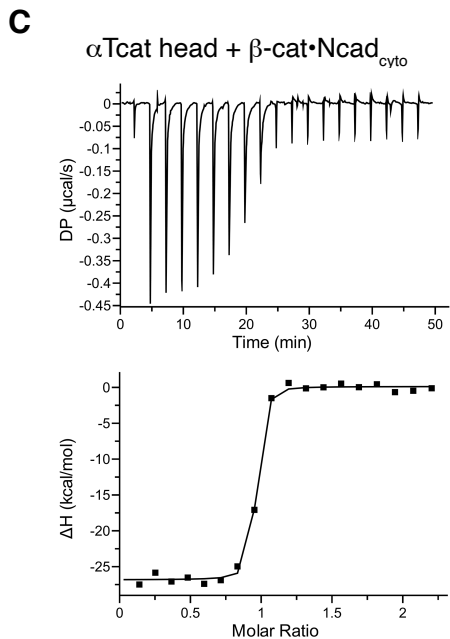 C
αTcat head + β-cat•Ncad_cyto
0
-0.05
-0.1
-0.15
-0.2
-0.25
-0.3
-0.35
-0.4
-0.45
DP (μcal/s)
0 10 20 30 40 50
Time (min)
0
-5
-10
-15
-20
-25
ΔH (kcal/mol)
0 0.5 1 1.5 2
Molar Ratio